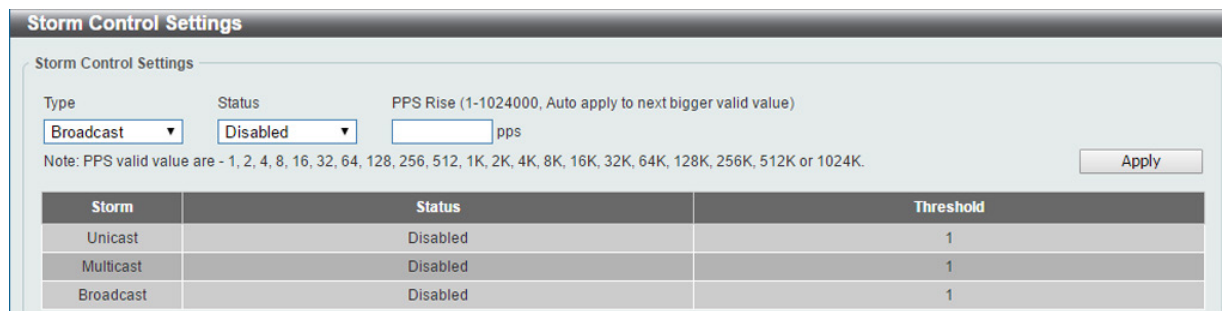 Storm Control Settings
Storm Control Settings
Type Status PPS Rise (1-1024000, Auto apply to next bigger valid value)
Broadcast Disabled pps
Note: PPS valid value are - 1, 2, 4, 8, 16, 32, 64, 128, 256, 512, 1K, 2K, 4K, 8K, 16K, 32K, 64K, 128K, 256K, 512K or 1024K. Apply
Storm Status Threshold
Unicast Disabled 1
Multicast Disabled 1
Broadcast Disabled 1